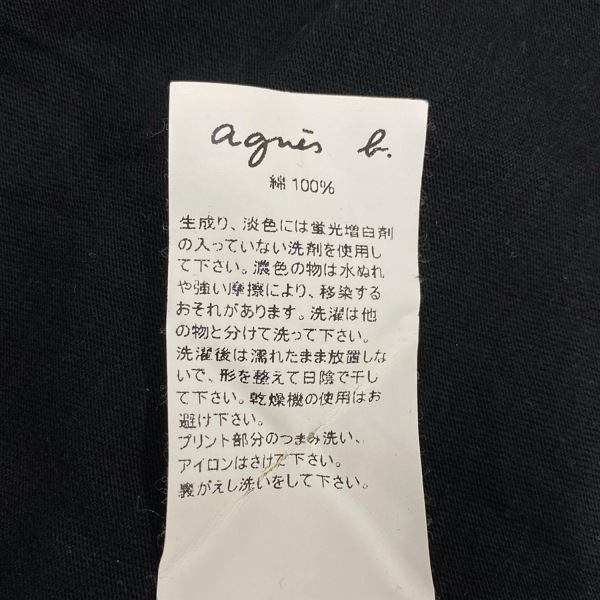 agnès b.
綿 100%
生成り、淡色には蛍光増白剤
の入っていない洗剤を使用し
て下さい。濃色の物は水ぬれ
や強い摩擦により、移染する
おそれがあります。洗濯は他
の物と分けて洗って下さい。
洗濯後は濡れたまま放置しな
いで、形を整えて日陰で干し
て下さい。乾燥機の使用はお
避け下さい。
プリント部分のつまみ洗い、
アイロンはさけて下さい。
裏がえし洗いをして下さい。